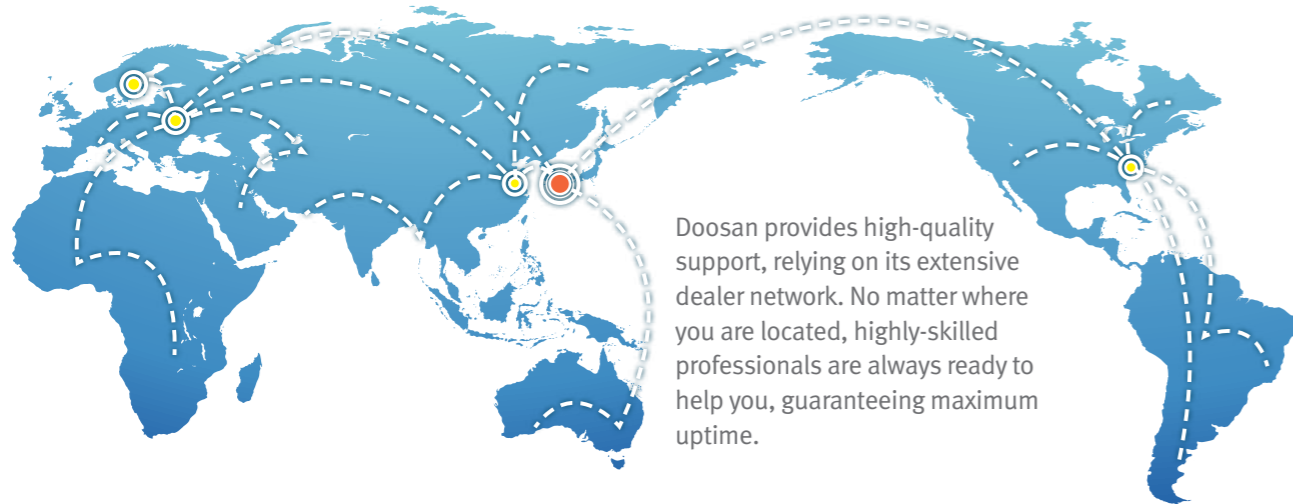 Doosan provides high-quality
support, relying on its extensive
dealer network. No matter where
you are located, highly-skilled
professionals are always ready to
help you, guaranteeing maximum
uptime.